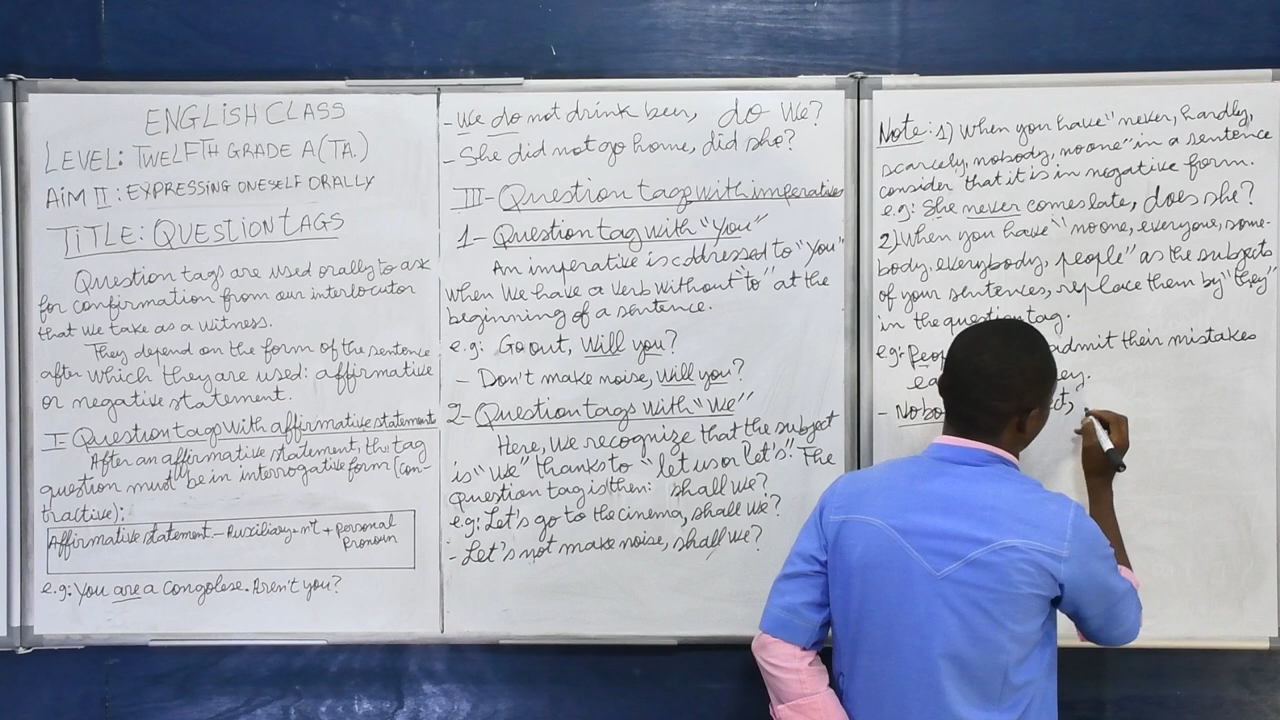 ENGLISH CLASS
LEVEL: TWELFTH GRADE A (TA.)
AIM II: EXPRESSING ONESELF ORALLY
TITLE: QUESTION TAGS
Question tags are used orally to ask
for confirmation from our interlocutor
that we take as a witness.
They depend on the form of the sentence
after which they are used: affirmative
or negative statement.
I- Question tags with affirmative statement
After an affirmative statement, the tag
question must be in interrogative form (con-
tractive):
Affirmative statement - Auxiliary + n't + personal
pronoun
e.g: You are a congolese. Aren't you?
- We do not drink beer, do we?
- She did not go home, did she?
III- Question tags with imperatives
1- Question tag with "You"
An imperative is addressed to "you"
when we have a verb without "to" at the
beginning of a sentence.
e.g: Go out, Will you?
- Don't make noise, Will you?
2- Question tags with "We"
Here, we recognize that the subject
is "we" thanks to "let us or let's". The
question tag is then: shall we?
e.g: Let's go to the cinema, shall we?
- Let's not make noise, shall we?
Note: 1) When you have "never, hardly,
scarcely, nobody, no one" in a sentence
consider that it is in negative form.
e.g: She never comes late, does she?
2) When you have "no one, everyone, some-
body, everybody, people" as the subjects
of your sentences, replace them by "they"
in the question tag.
e.g: admit their mistakes